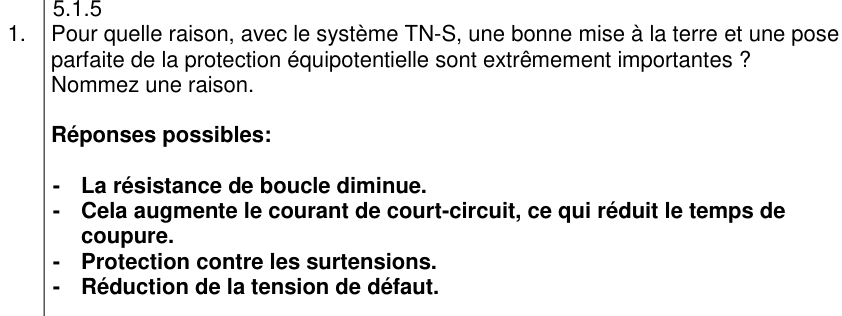 5.1.5
1. Pour quelle raison, avec le système TN-S, une bonne mise à la terre et une pose
parfaite de la protection équipotentielle sont extrêmement importantes ?
Nommez une raison.
Réponses possibles:
- La résistance de boucle diminue.
- Cela augmente le courant de court-circuit, ce qui réduit le temps de
coupure.
- Protection contre les surtensions.
- Réduction de la tension de défaut.